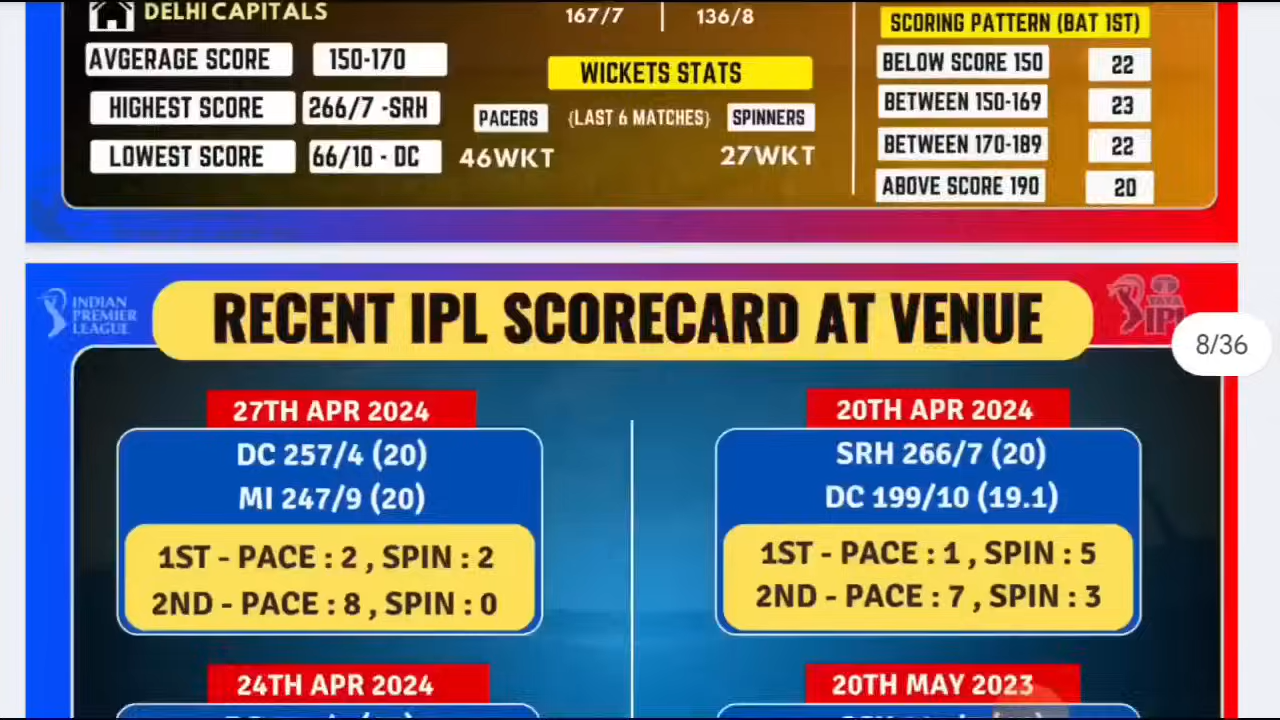 DELHI CAPITALS
167/7 136/8
SCORING PATTERN (BAT 1ST)
AVGERAGE SCORE 150-170
HIGHEST SCORE 266/7 -SRH
LOWEST SCORE 66/10 - DC
WICKETS STATS
PACERS (LAST 6 MATCHES) SPINNERS
46WKT 27WKT
BELOW SCORE 150 22
BETWEEN 150-169 23
BETWEEN 170-189 22
ABOVE SCORE 190 20
INDIAN
PREMIER
LEAGUE
RECENT IPL SCORECARD AT VENUE
TATA
IPL
8/36
27TH APR 2024
DC 257/4 (20)
MI 247/9 (20)
1ST - PACE : 2 , SPIN : 2
2ND - PACE : 8 , SPIN : 0
20TH APR 2024
SRH 266/7 (20)
DC 199/10 (19.1)
1ST - PACE : 1 , SPIN : 5
2ND - PACE : 7 , SPIN : 3
24TH APR 2024
20TH MAY 2023